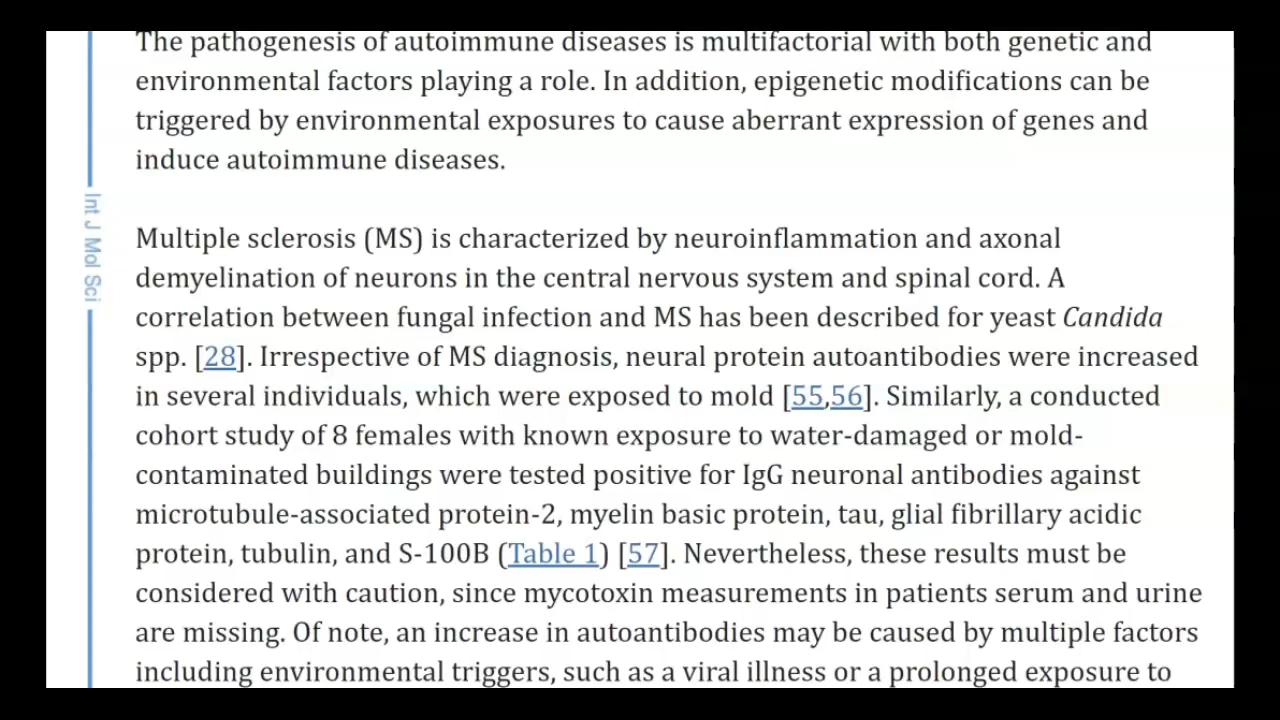 The pathogenesis of autoimmune diseases is multifactorial with both genetic and
environmental factors playing a role. In addition, epigenetic modifications can be
triggered by environmental exposures to cause aberrant expression of genes and
induce autoimmune diseases.
Int J Mol Sci
Multiple sclerosis (MS) is characterized by neuroinflammation and axonal
demyelination of neurons in the central nervous system and spinal cord. A
correlation between fungal infection and MS has been described for yeast Candida
spp. [28]. Irrespective of MS diagnosis, neural protein autoantibodies were increased
in several individuals, which were exposed to mold [55,56]. Similarly, a conducted
cohort study of 8 females with known exposure to water-damaged or mold-
contaminated buildings were tested positive for IgG neuronal antibodies against
microtubule-associated protein-2, myelin basic protein, tau, glial fibrillary acidic
protein, tubulin, and S-100B (Table 1) [57]. Nevertheless, these results must be
considered with caution, since mycotoxin measurements in patients serum and urine
are missing. Of note, an increase in autoantibodies may be caused by multiple factors
including environmental triggers, such as a viral illness or a prolonged exposure to